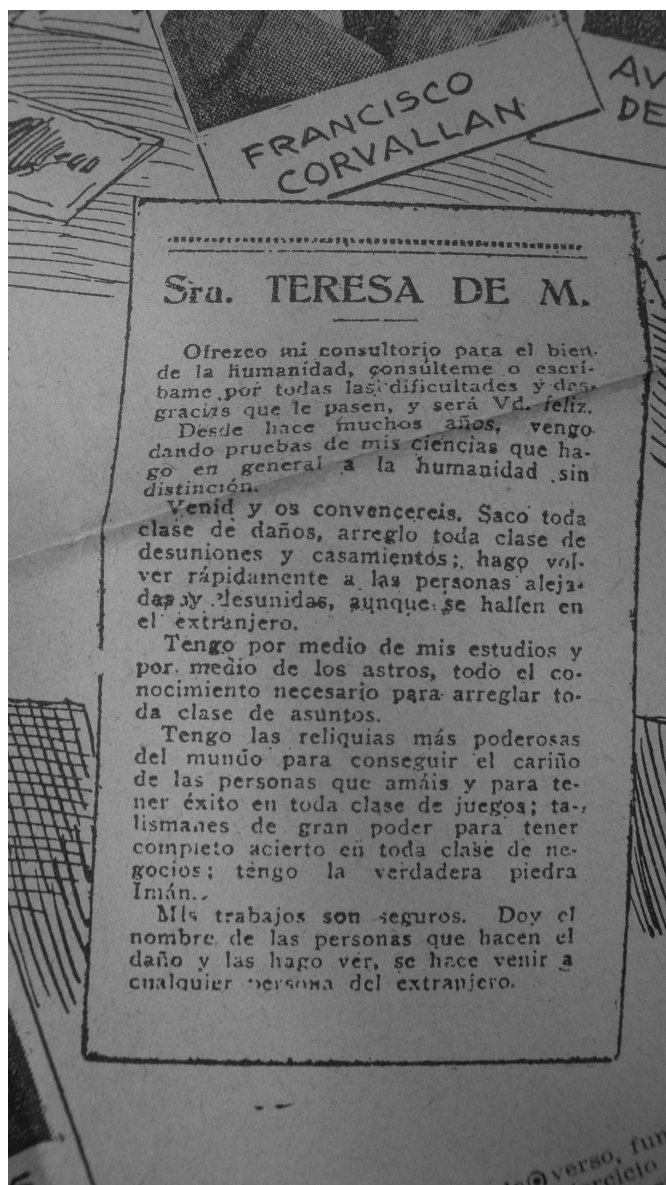 FRANCISCO
CORVALLAN
AV
DE
Sra. TERESA DE M.
Ofrezco mi consultorio para el bien
de la humanidad, consúlteme o escrí-
bame por todas las dificultades y des-
gracias que le pasen, y será Vd. feliz.
Desde hace muchos años, vengo
dando pruebas de mis ciencias que ha-
go en general a la humanidad sin
distinción.
Venid y os convencereis. Saco toda
clase de daños, arreglo toda clase de
desuniones y casamientos; hago vol-
ver rápidamente a las personas aleja-
das y desunidas, aunque se hallen en
el extranjero.
Tengo por medio de mis estudios y
por medio de los astros, todo el co-
nocimiento necesario para arreglar to-
da clase de asuntos.
Tengo las reliquias más poderosas
del mundo para conseguir el cariño
de las personas que amáis y para te-
ner éxito en toda clase de juegos; ta-
lismanes de gran poder para tener
completo acierto en toda clase de ne-
gocios; tengo la verdadera piedra
Imán.
Mis trabajos son seguros. Doy el
nombre de las personas que hacen el
daño y las hago ver, se hace venir a
cualquier persona del extranjero.
verso, fun
ercicio